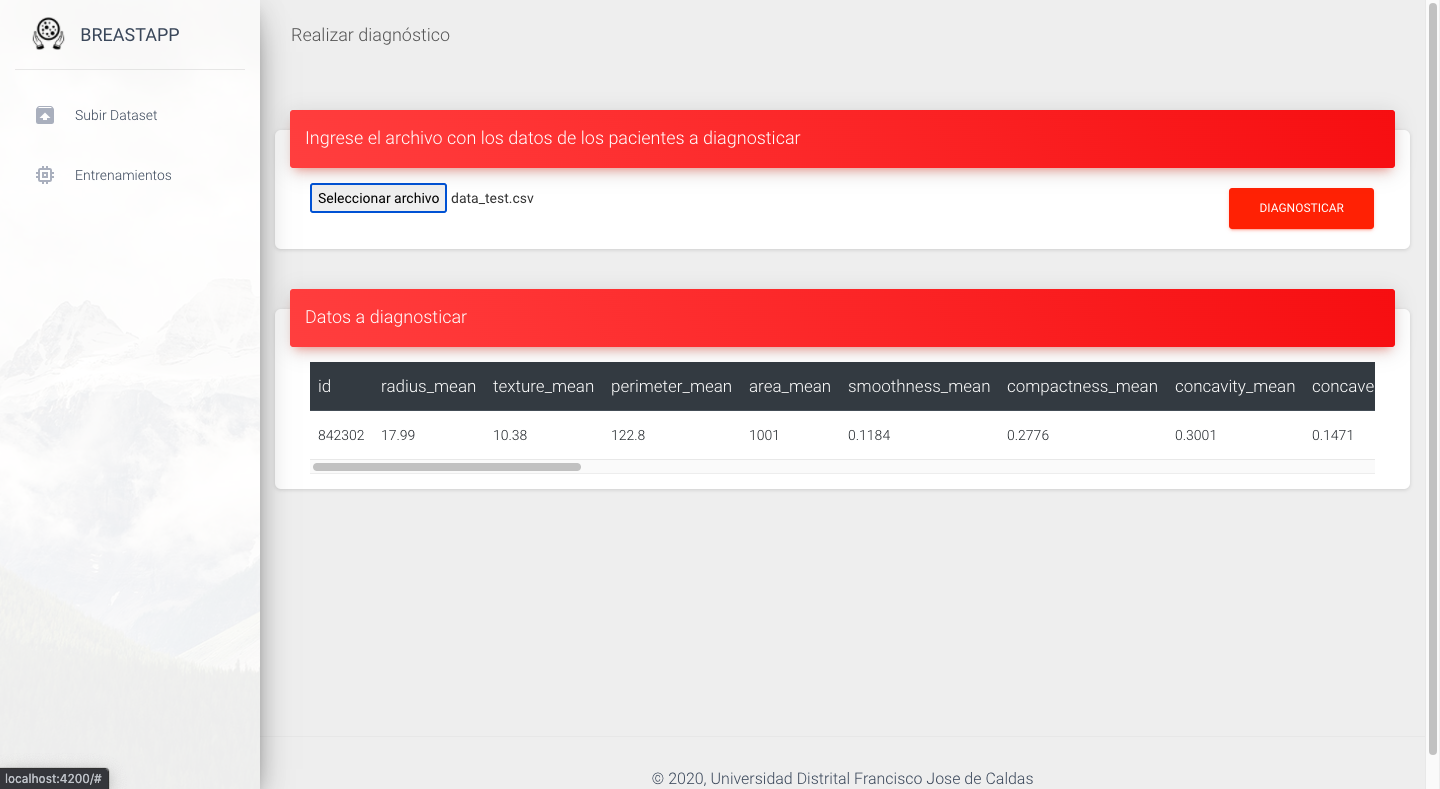 BREASTAPP
Realizar diagnóstico
Subir Dataset
Entrenamientos
Ingrese el archivo con los datos de los pacientes a diagnosticar
Seleccionar archivo data_test.csv
DIAGNOSTICAR
Datos a diagnosticar
id radius_mean texture_mean perimeter_mean area_mean smoothness_mean compactness_mean concavity_mean concave
842302 17.99 10.38 122.8 1001 0.1184 0.2776 0.3001 0.1471
localhost:4200/#
© 2020, Universidad Distrital Francisco Jose de Caldas